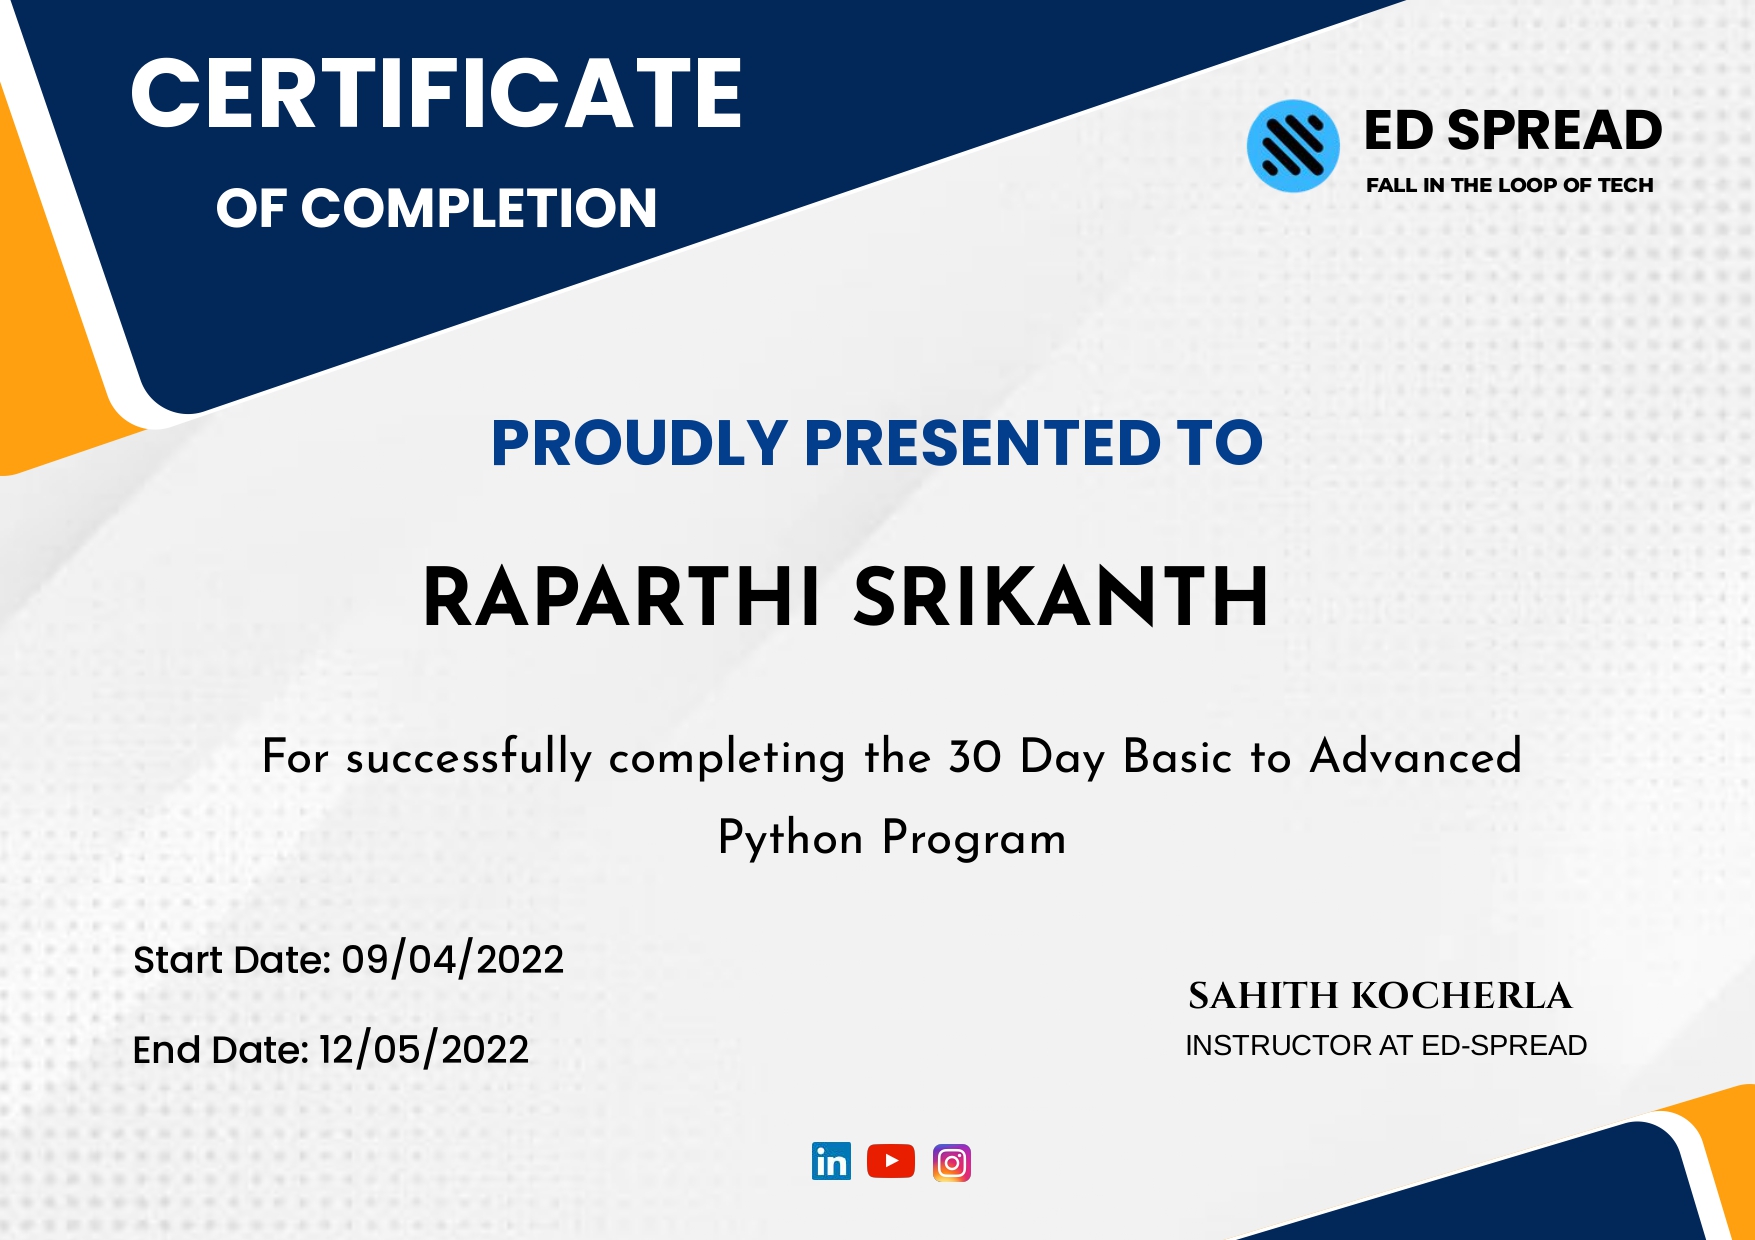 CERTIFICATE
OF COMPLETION
ED SPREAD
FALL IN THE LOOP OF TECH
PROUDLY PRESENTED TO
RAPARTHI SRIKANTH
For successfully completing the 30 Day Basic to Advanced
Python Program
Start Date: 09/04/2022
End Date: 12/05/2022
SAHITH KOCHERLA
INSTRUCTOR AT ED-SPREAD
in